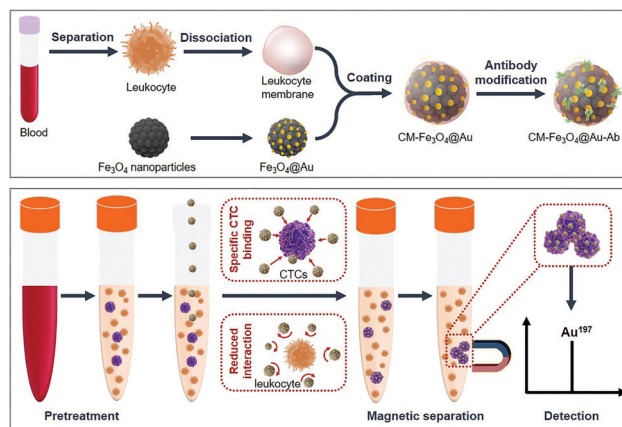 Separation
Dissociation
Blood
Leukocyte
Leukocyte
membrane
Coating
Antibody
modification
Fe₃O₄ nanoparticles
Fe₃O₄@Au
CM-Fe₃O₄@Au
CM-Fe₃O₄@Au-Ab
Specific CTC
binding
CTCs
Reduced
interaction
leukocyte
Au¹⁹⁷
Pretreatment
Magnetic separation
Detection